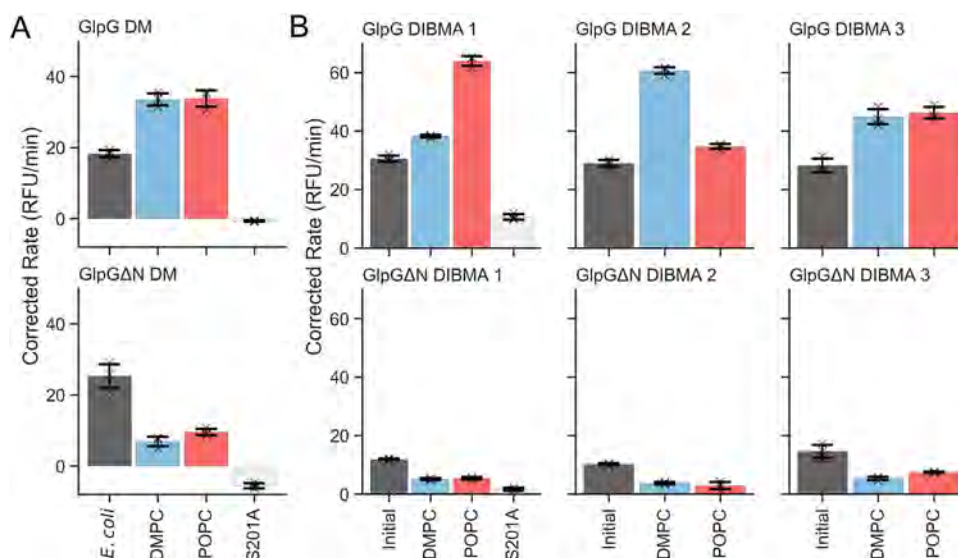 A
B
GlpG DM
GlpG DIBMA 1
GlpG DIBMA 2
GlpG DIBMA 3
Corrected Rate (RFU/min)
40
20
0
Corrected Rate (RFU/min)
60
40
20
0
GlpGΔN DM
GlpGΔN DIBMA 1
GlpGΔN DIBMA 2
GlpGΔN DIBMA 3
40
20
0
60
40
20
0
E. coli
DMPC
POPC
S201A
Initial
DMPC
POPC
S201A
Initial
DMPC
POPC
Initial
DMPC
POPC